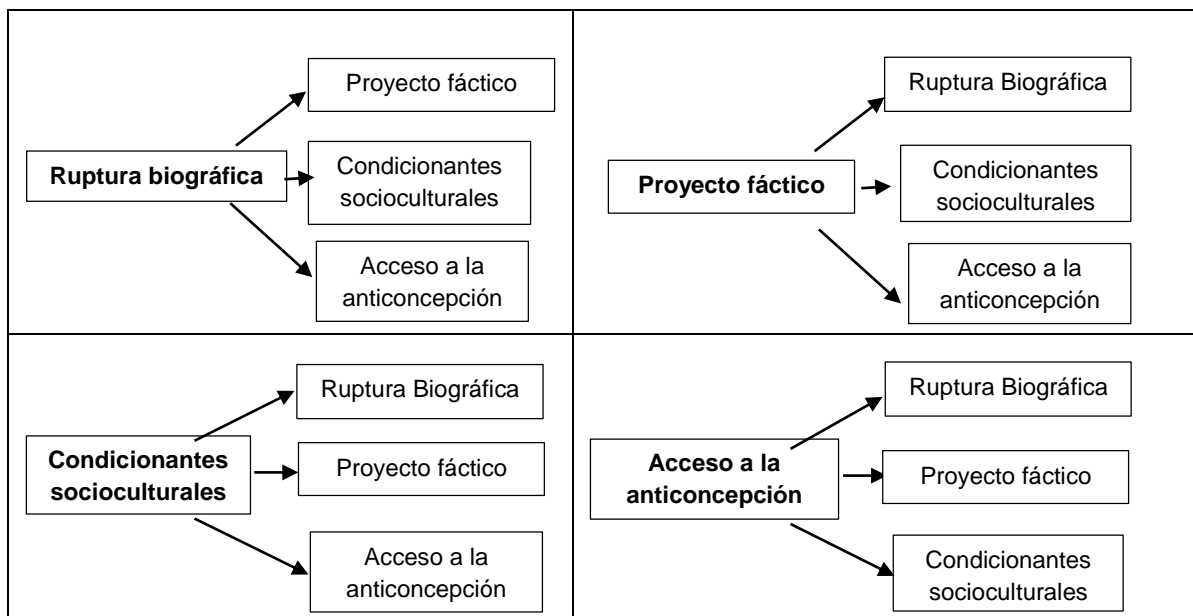 Proyecto fáctico
Ruptura biográfica
Condicionantes
socioculturales
Acceso a la
anticoncepción
Ruptura Biográfica
Proyecto fáctico
Condicionantes
socioculturales
Acceso a la
anticoncepción
Ruptura Biográfica
Condicionantes
socioculturales
Proyecto fáctico
Acceso a la
anticoncepción
Ruptura Biográfica
Acceso a la
anticoncepción
Proyecto fáctico
Condicionantes
socioculturales